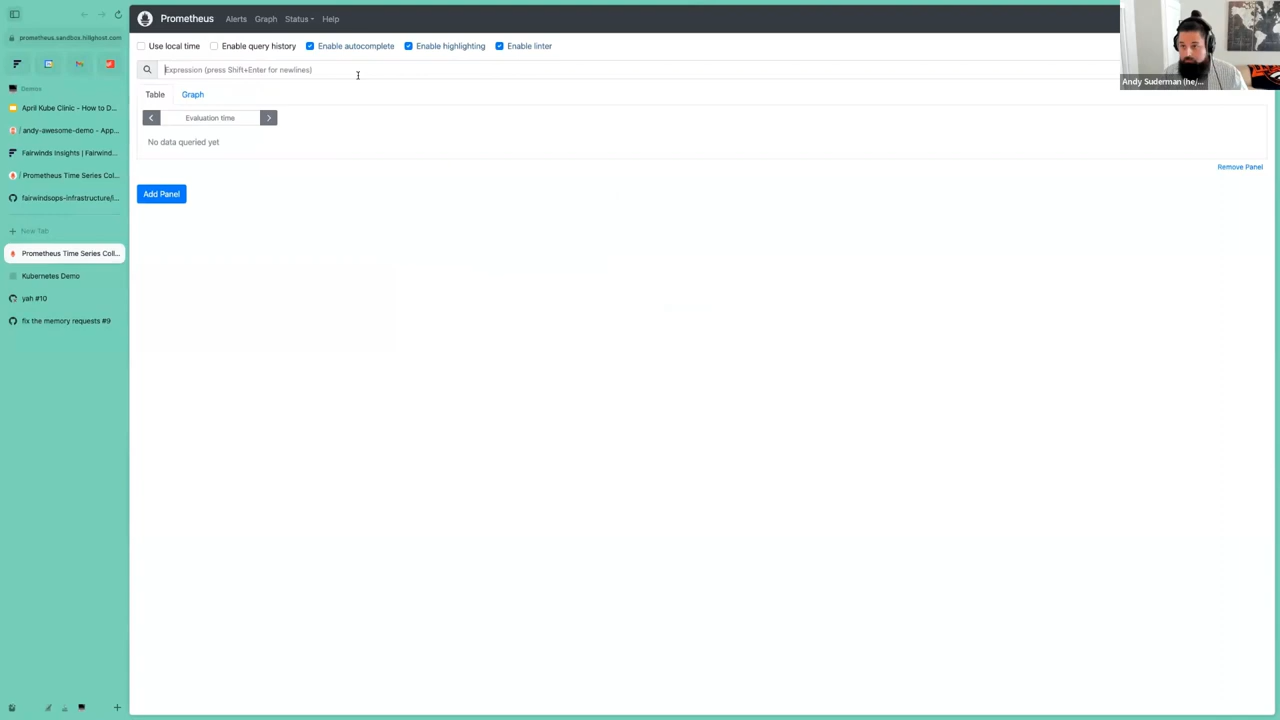 Prometheus
Alerts
Graph
Status
Help
prometheus.sandbox.hillghost.com
Use local time
Enable query history
Enable autocomplete
Enable highlighting
Enable linter
Expression (press Shift+Enter for newlines)
Andy Suderman (he/...
Demos
Table
Graph
April Kube Clinic - How to D...
Evaluation time
/ andy-awesome-demo - App...
No data queried yet
Fairwinds Insights | Fairwind...
Remove Panel
/ Prometheus Time Series Col...
Add Panel
fairwindsops-infrastructure/i...
New Tab
Prometheus Time Series Coll...
Kubernetes Demo
yah #10
fix the memory requests #9